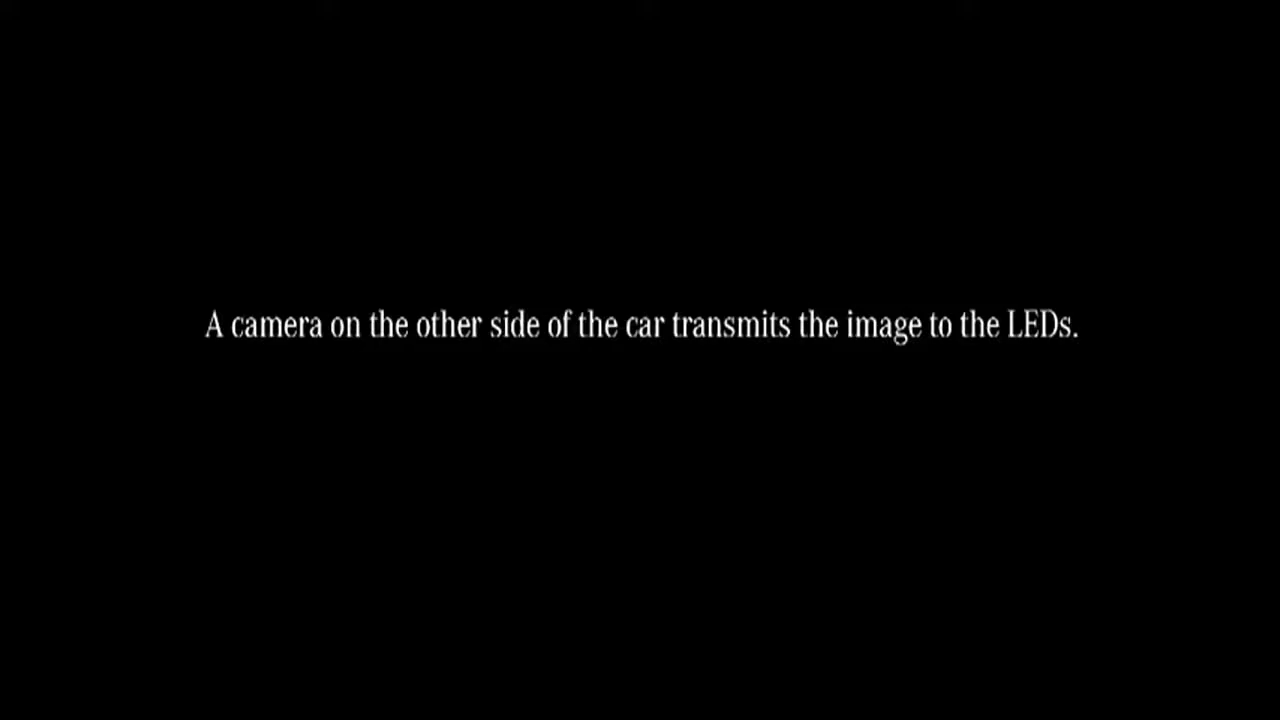 A camera on the other side of the car transmits the image to the LEDs.